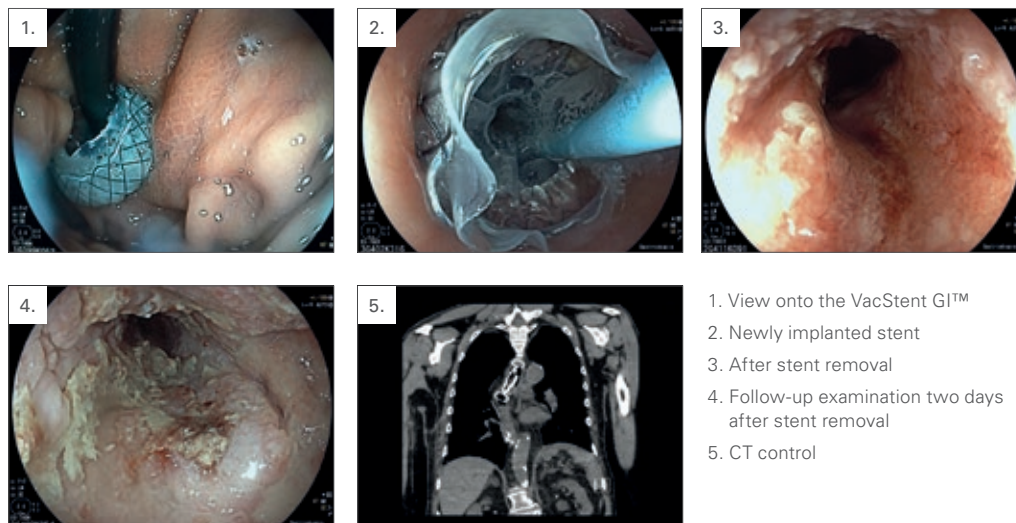 1.
2.
3.
4.
5.
1. View onto the VacStent GI™
2. Newly implanted stent
3. After stent removal
4. Follow-up examination two days
after stent removal
5. CT control